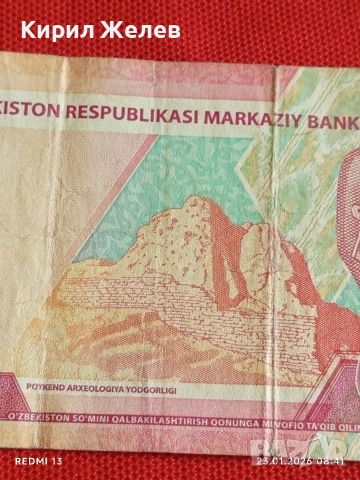 Кирил Желев
KISTON RESPUBLIKASI MARKAZIY BANK
POYKEND ARXEOLOGIYA YODGORLIGI
O'ZBEKISTON SO'MINI QALBAKILASHTIRISH QONUNGA MUVOFIQ TA'QIB QILIN
REDMI 13
23.01.2026 08:41